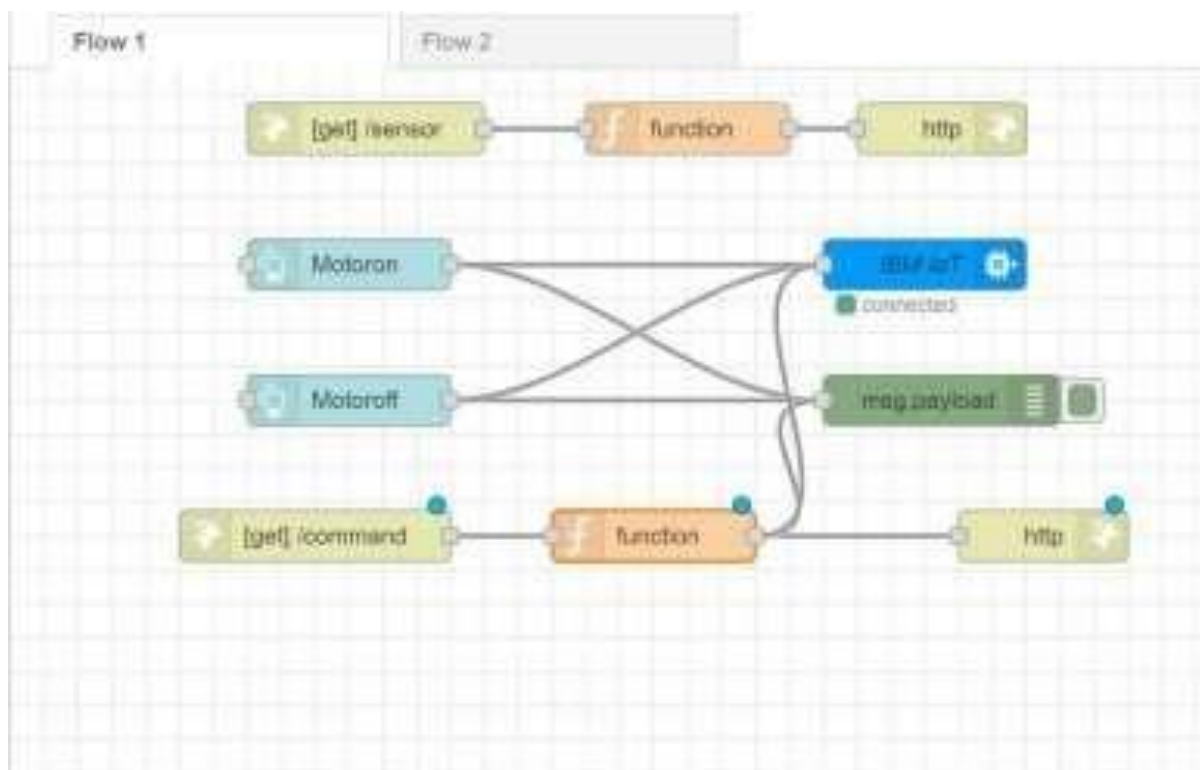 Flow 1
Flow 2
[get] /sensor
function
http
Motoron
IBM IoT
connected
Motoroff
msg.payload
[get] /command
function
http